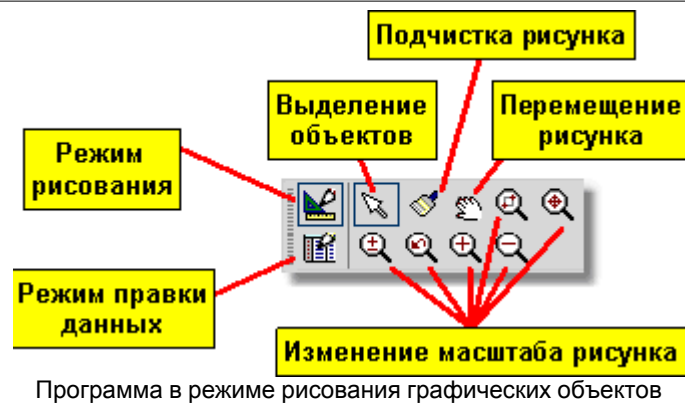 Подчистка рисунка
Выделение
объектов
Перемещение
рисунка
Режим
рисования
Режим правки
данных
Изменение масштаба рисунка
Программа в режиме рисования графических объектов